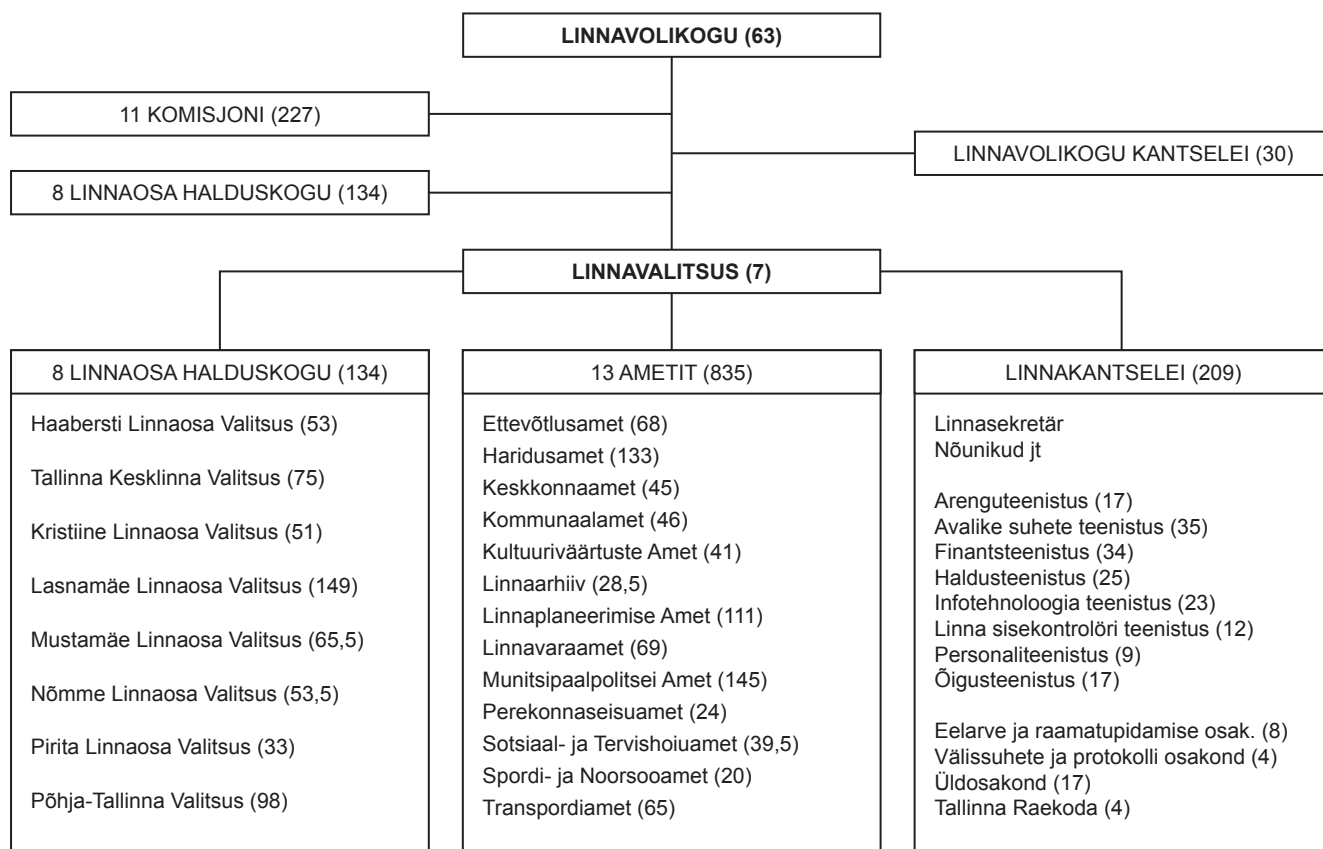 LINNAVOLIKOGU (63)
11 KOMISJONI (227)
LINNAVOLIKOGU KANTSELEI (30)
8 LINNAOSA HALDUSKOGU (134)
LINNAVALITSUS (7)
8 LINNAOSA HALDUSKOGU (134)
Haabersti Linnaosa Valitsus (53)
Tallinna Kesklinna Valitsus (75)
Kristiine Linnaosa Valitsus (51)
Lasnamäe Linnaosa Valitsus (149)
Mustamäe Linnaosa Valitsus (65,5)
Nõmme Linnaosa Valitsus (53,5)
Pirita Linnaosa Valitsus (33)
Põhja-Tallinna Valitsus (98)
13 AMETIT (835)
Ettevõtlusamet (68)
Haridusamet (133)
Keskkonnaamet (45)
Kommunaalamet (46)
Kultuuriväärtuste Amet (41)
Linnaarhiiv (28,5)
Linnaplaneerimise Amet (111)
Linnavaraamet (69)
Munitsipaalpolitsei Amet (145)
Perekonnaseisuamet (24)
Sotsiaal- ja Tervishoiuamet (39,5)
Spordi- ja Noorsooamet (20)
Transpordiamet (65)
LINNAKANTSELEI (209)
Linnasekretär
Nõunikud jt
Arenguteenistus (17)
Avalike suhete teenistus (35)
Finantsteenistus (34)
Haldusteenistus (25)
Infotehnoloogia teenistus (23)
Linna sisekontrolöri teenistus (12)
Personaliteenistus (9)
Õigusteenistus (17)
Eelarve ja raamatupidamise osak. (8)
Välissuhete ja protokolli osakond (4)
Üldosakond (17)
Tallinna Raekoda (4)